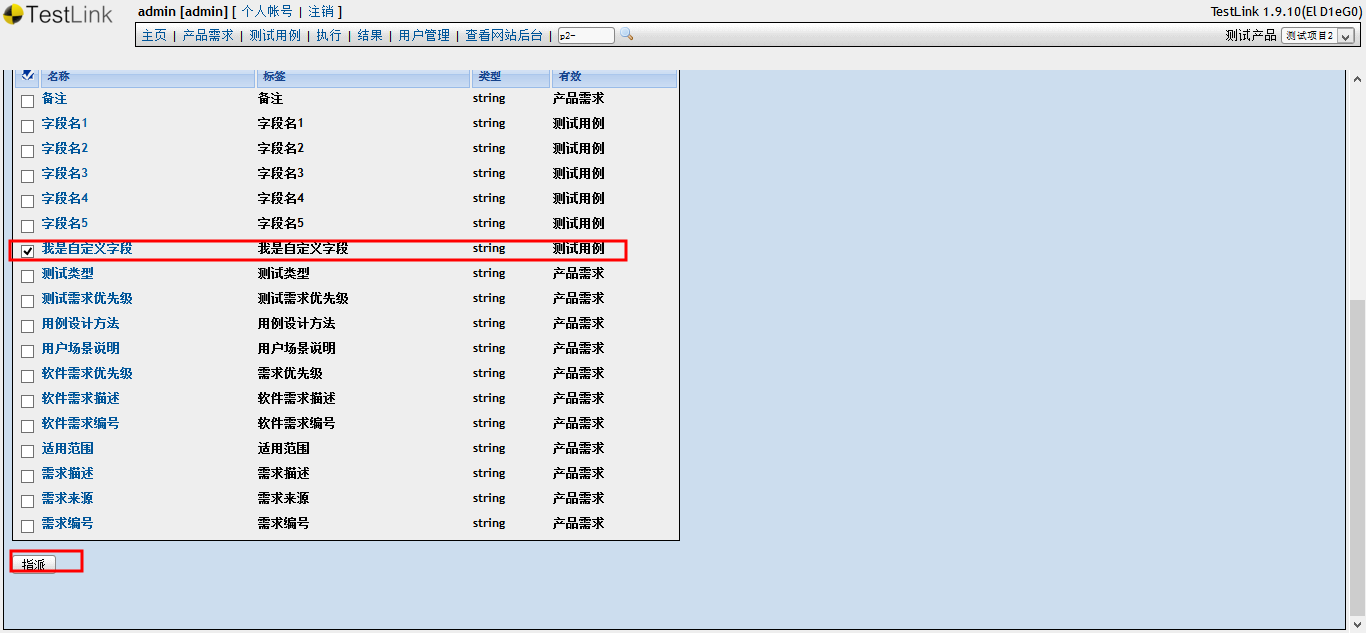 TestLink admin [admin] [ 个人帐号 | 注销 ] TestLink 1.9.10(El D1eG0)
主页 | 产品需求 | 测试用例 | 执行 | 结果 | 用户管理 | 查看网站后台 | p2- 测试产品 测试项目2
名称 标签 类型 有效
备注 备注 string 产品需求
字段名1 字段名1 string 测试用例
字段名2 字段名2 string 测试用例
字段名3 字段名3 string 测试用例
字段名4 字段名4 string 测试用例
字段名5 字段名5 string 测试用例
我是自定义字段 我是自定义字段 string 测试用例
测试类型 测试类型 string 产品需求
测试需求优先级 测试需求优先级 string 产品需求
用例设计方法 用例设计方法 string 产品需求
用户场景说明 用户场景说明 string 产品需求
软件需求优先级 需求优先级 string 产品需求
软件需求描述 软件需求描述 string 产品需求
软件需求编号 软件需求编号 string 产品需求
适用范围 适用范围 string 产品需求
需求描述 需求描述 string 产品需求
需求来源 需求来源 string 产品需求
需求编号 需求编号 string 产品需求
指派